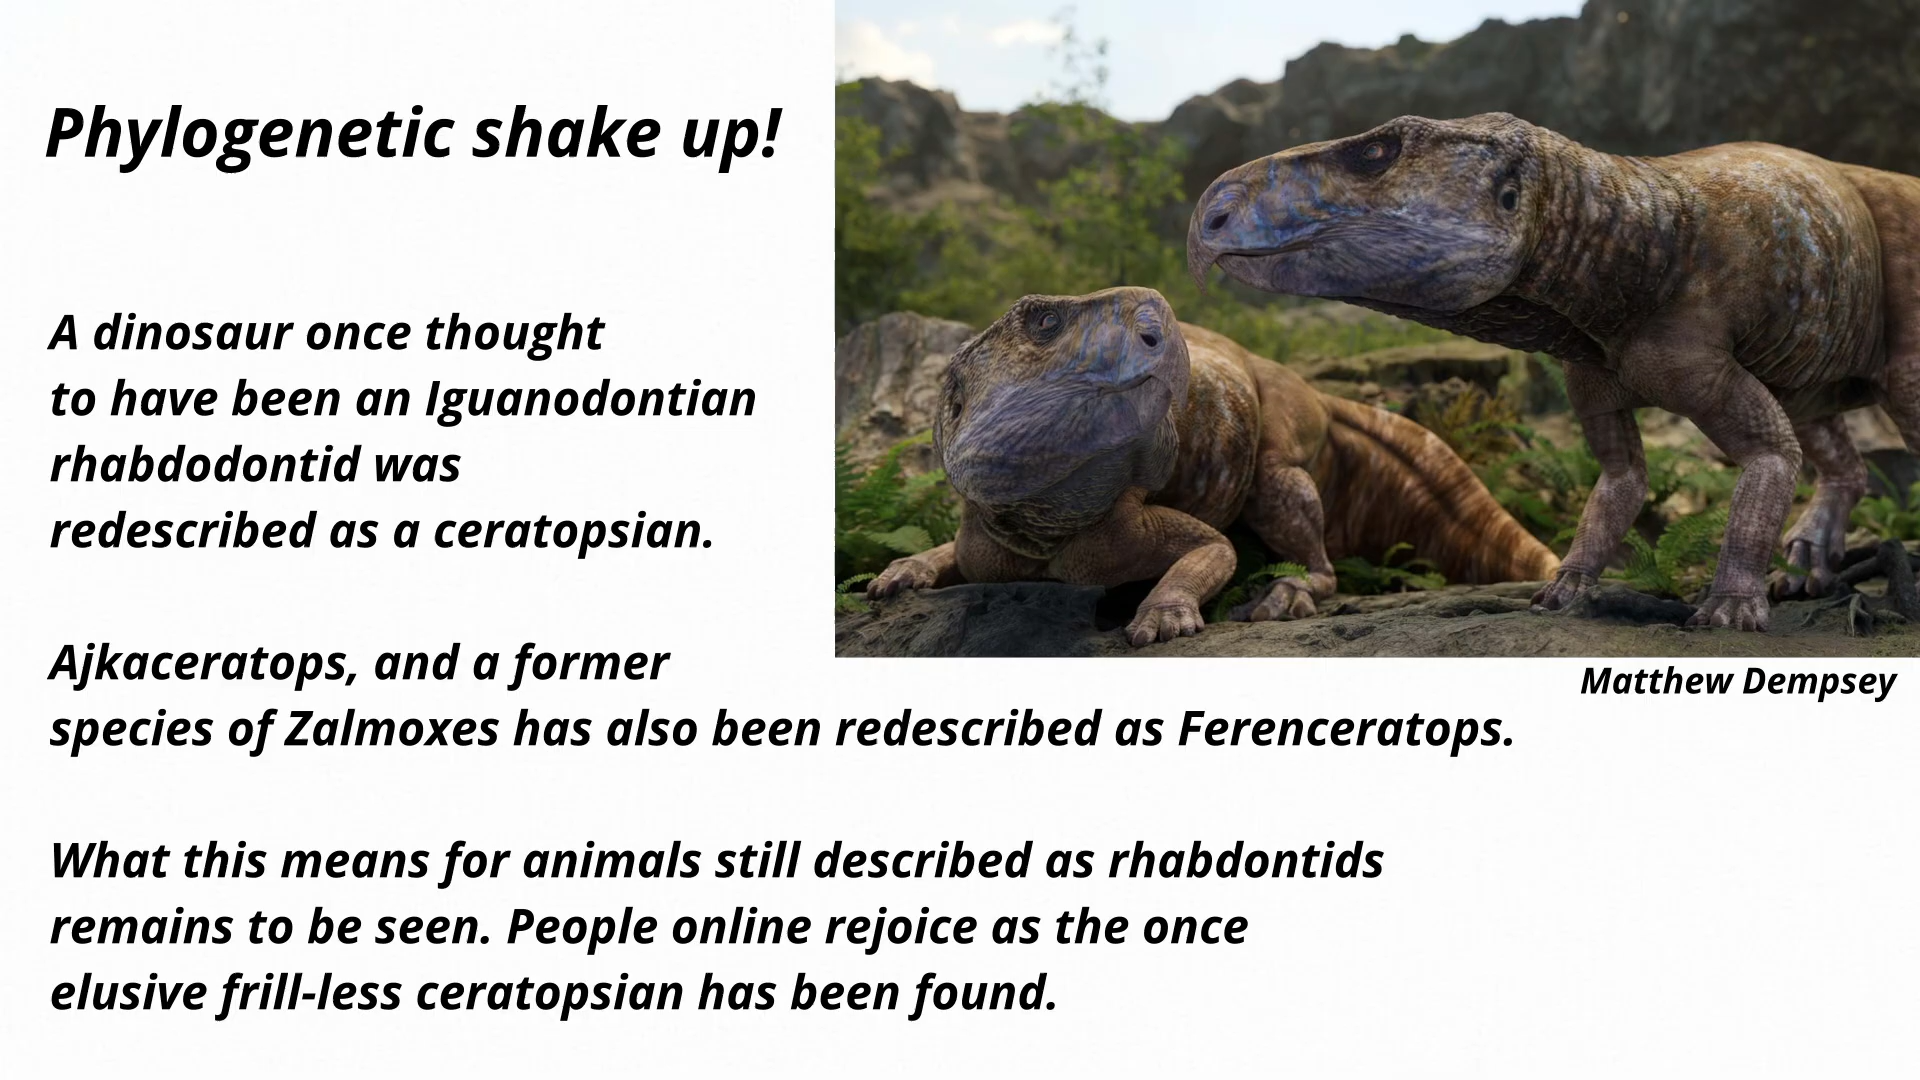 Phylogenetic shake up!
A dinosaur once thought
to have been an Iguanodontian
rhabdodontid was
redescribed as a ceratopsian.
Ajkaceratops, and a former
species of Zalmoxes has also been redescribed as Ferenceratops.
What this means for animals still described as rhabdontids
remains to be seen. People online rejoice as the once
elusive frill-less ceratopsian has been found.
Matthew Dempsey